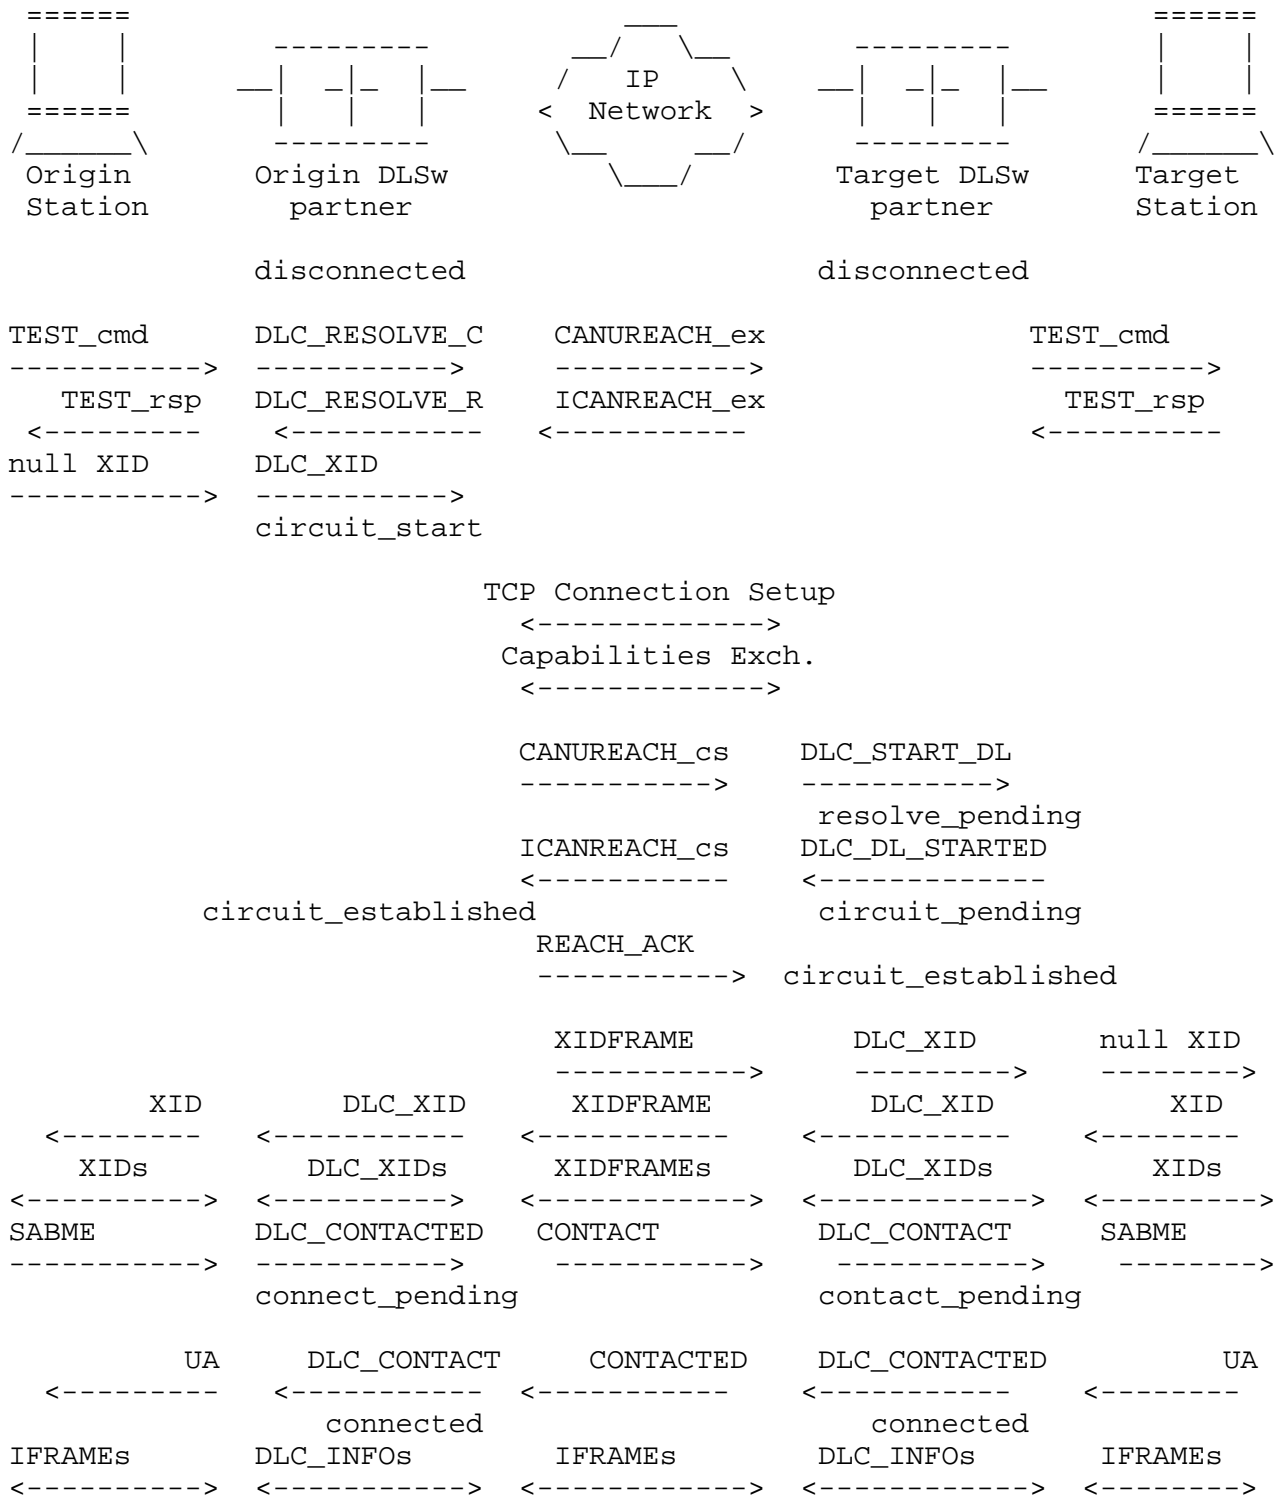 IP
Network
Origin Origin DLSw Target DLSw Target
Station partner partner Station
disconnected disconnected
TEST_cmd DLC_RESOLVE_C CANUREACH_ex TEST_cmd
TEST_rsp DLC_RESOLVE_R ICANREACH_ex TEST_rsp
null XID DLC_XID
circuit_start
TCP Connection Setup
Capabilities Exch.
CANUREACH_cs DLC_START_DL
resolve_pending
ICANREACH_cs DLC_DL_STARTED
circuit_established circuit_pending
REACH_ACK
circuit_established
XIDFRAME DLC_XID null XID
XID DLC_XID XIDFRAME DLC_XID XID
XIDs DLC_XIDs XIDFRAMEs DLC_XIDs XIDs
SABME DLC_CONTACTED CONTACT DLC_CONTACT SABME
connect_pending contact_pending
UA DLC_CONTACT CONTACTED DLC_CONTACTED UA
connected connected
IFRAMEs DLC_INFOs IFRAMEs DLC_INFOs IFRAMEs